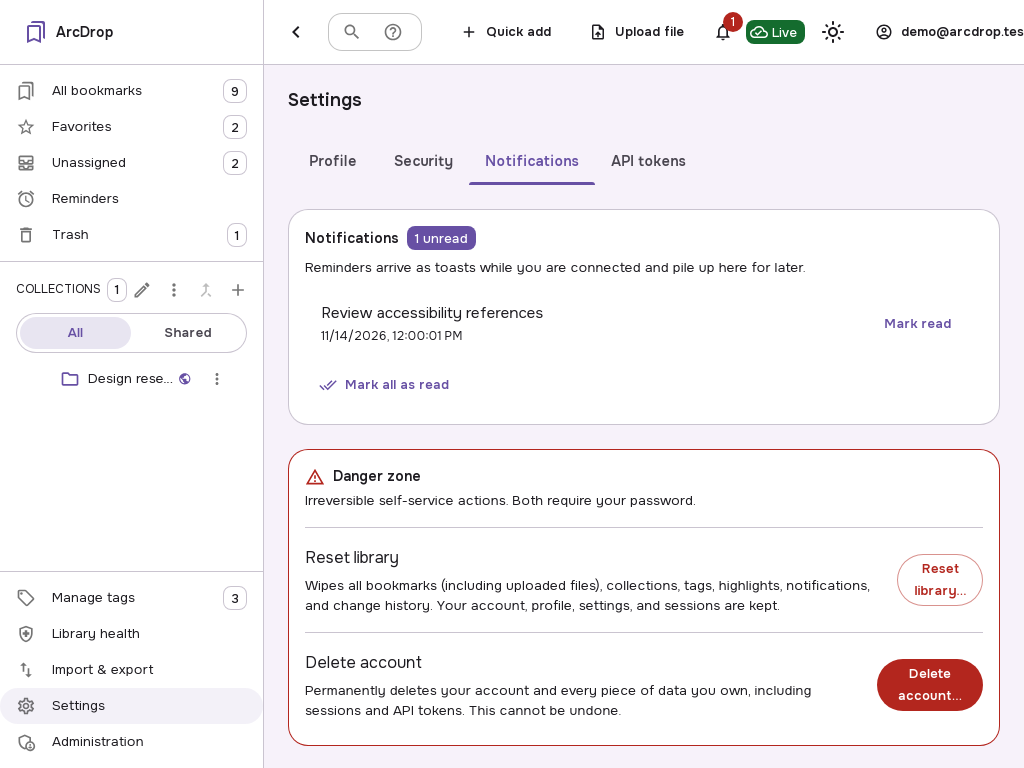 ArcDrop
Quick add
Upload file
1
Live
demo@arcdrop.tes
All bookmarks 9
Favorites 2
Unassigned 2
Reminders
Trash 1
COLLECTIONS 1
All Shared
Design rese...
Manage tags 3
Library health
Import & export
Settings
Administration
Settings
Profile Security Notifications API tokens
Notifications 1 unread
Reminders arrive as toasts while you are connected and pile up here for later.
Review accessibility references
11/14/2026, 12:00:01 PM
Mark read
Mark all as read
Danger zone
Irreversible self-service actions. Both require your password.
Reset library
Wipes all bookmarks (including uploaded files), collections, tags, highlights, notifications,
and change history. Your account, profile, settings, and sessions are kept.
Reset
library...
Delete account
Permanently deletes your account and every piece of data you own, including
sessions and API tokens. This cannot be undone.
Delete
account...